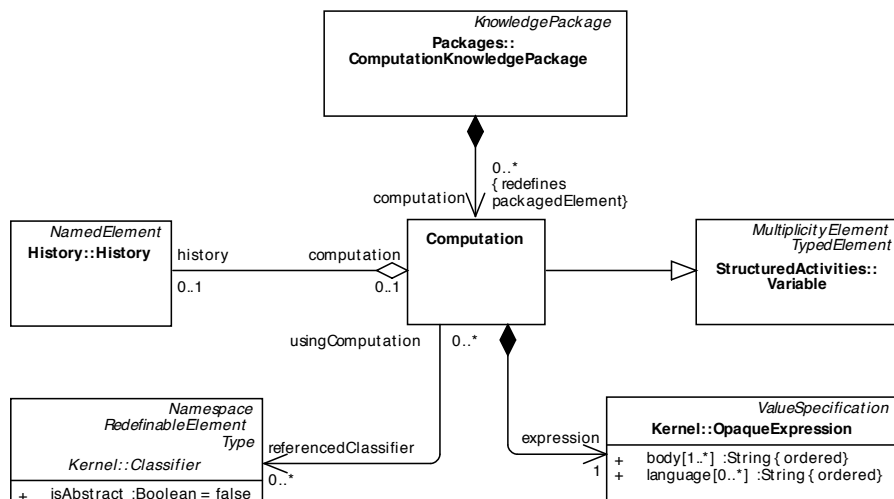 KnowledgePackage
Packages::
ComputationKnowledgePackage
0..*
{ redefines
packagedElement}
computation
NamedElement
History::History
history
0..1
computation
0..1
Computation
MultiplicityElement
TypedElement
StructuredActivities::
Variable
usingComputation
0..*
Namespace
RedefinableElement
Type
Kernel::Classifier
+ isAbstract :Boolean = false
referencedClassifier
0..*
expression
1
ValueSpecification
Kernel::OpaqueExpression
+ body[1..*] :String { ordered}
+ language[0..*] :String { ordered}